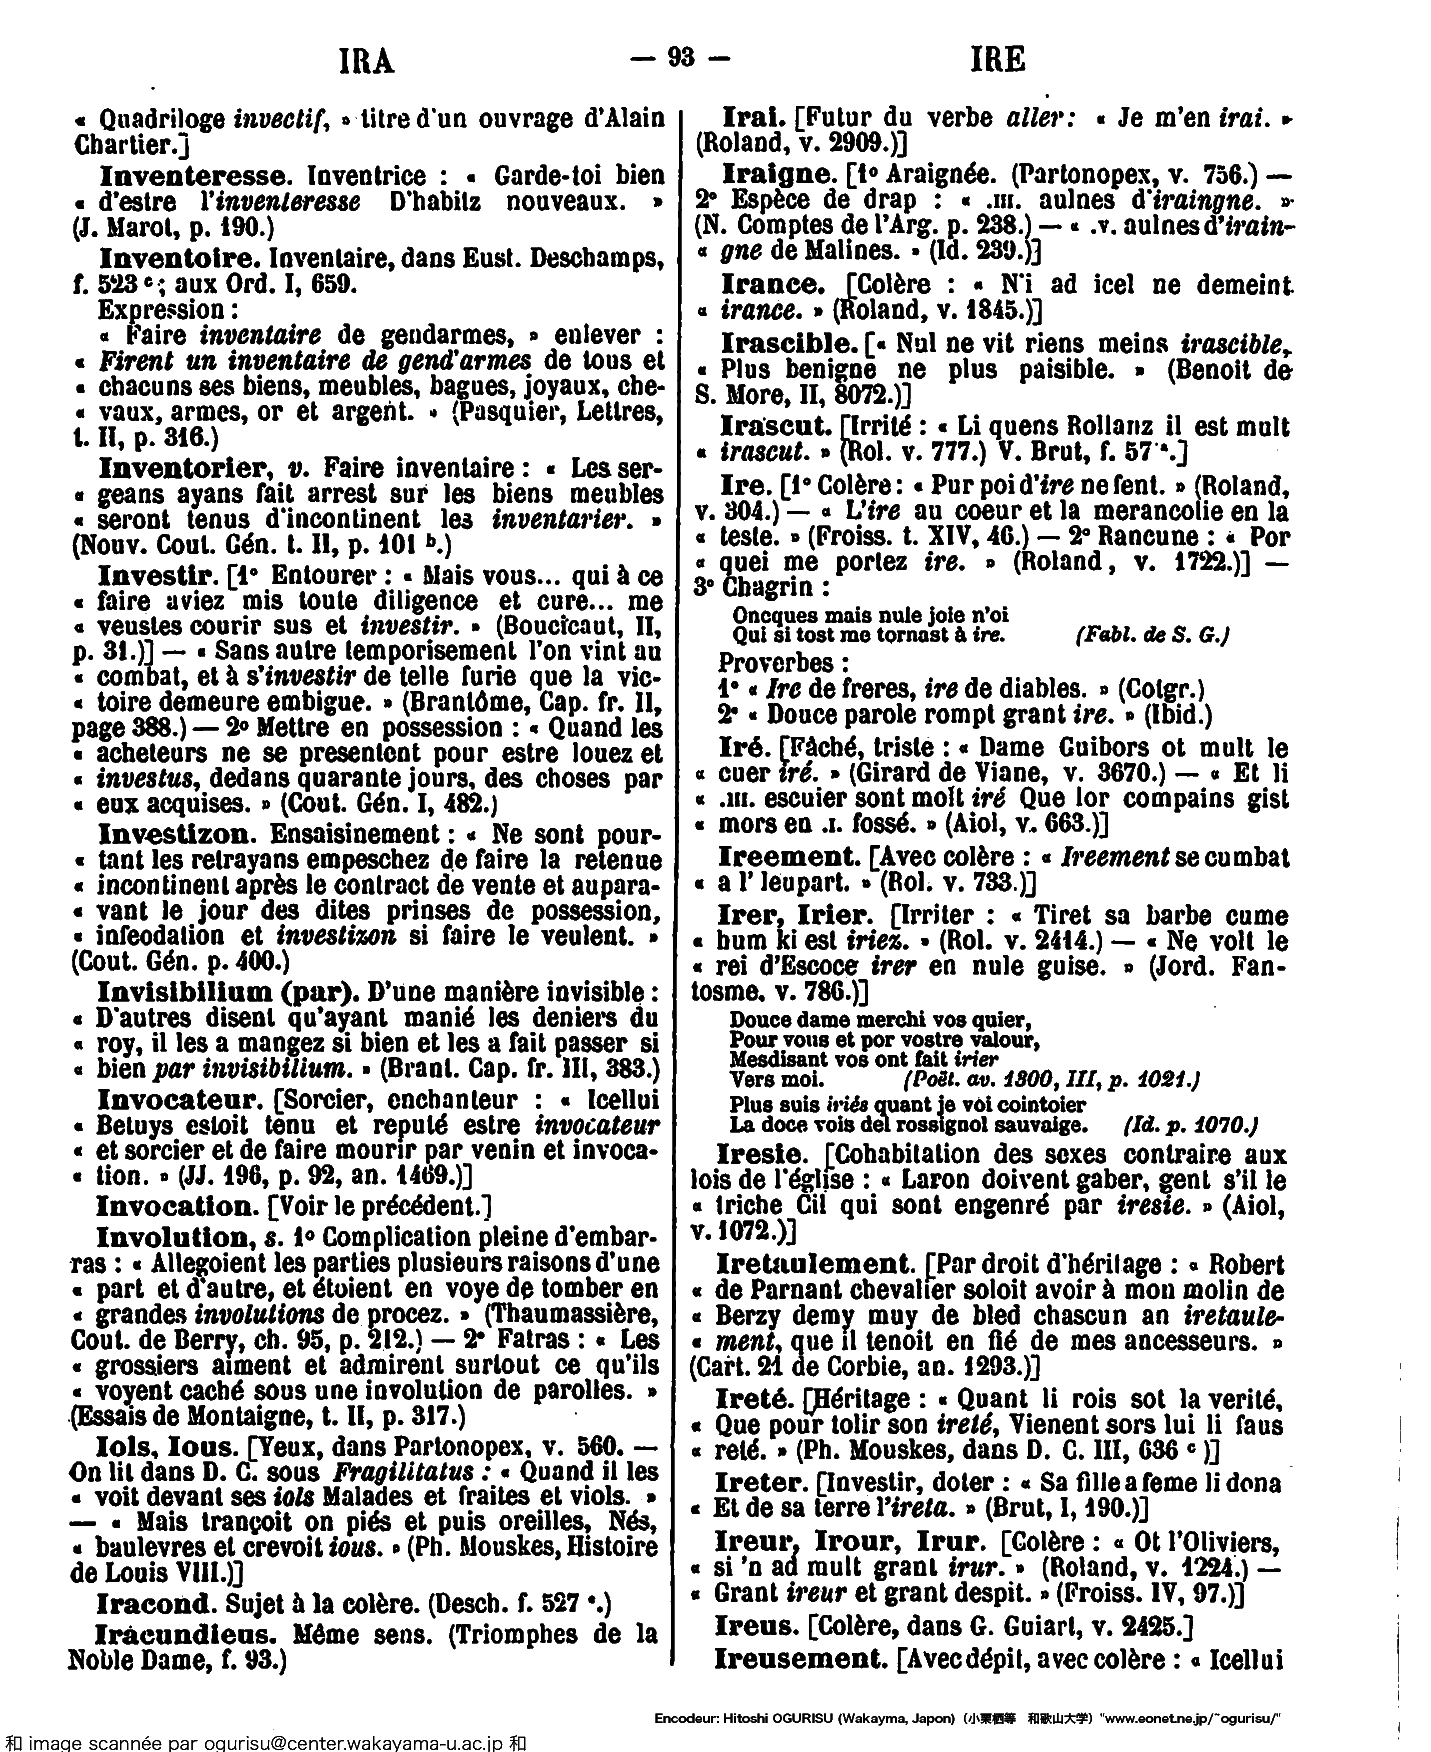 IRA — 93 — IRE
« Quadriloge invectif, » titre d'un ouvrage d'Alain
Chartier.]
Inventeresse. Inventrice : « Garde-toi bien
« d'estre l'inventeresse D'habitz nouveaux. »
(J. Marot, p. 190.)
Inventoire. Inventaire, dans Eust. Deschamps,
f. 523 c; aux Ord. I, 659.
Expression :
« Faire inventaire de gendarmes, » enlever :
« Firent un inventaire de gend'armes de tous et
« chacuns ses biens, meubles, bagues, joyaux, che-
« vaux, armes, or et argent. » (Pasquier, Lettres,
t. II, p. 316.)
Inventorier, v. Faire inventaire : « Les ser-
« geans ayans fait arrest sur les biens meubles
« seront tenus d'incontinent les inventarier. »
(Nouv. Cout. Gén. t. II, p. 101 b.)
Investir. [1° Entourer : « Mais vous... qui à ce
« faire aviez mis toute diligence et cure... me
« veustes courir sus et investir. » (Boucicaut, II,
p. 31.)] — « Sans autre temporisement l'on vint au
« combat, et à s'investir de telle furie que la vic-
« toire demeure embigue. » (Brantôme, Cap. fr. II,
page 388.) — 2o Mettre en possession : « Quand les
« acheteurs ne se presentent pour estre louez et
« investus, dedans quarante jours, des choses par
« eux acquises. » (Cout. Gén. I, 482.)
Investizon. Ensaisinement : « Ne sont pour-
« tant les retrayans empeschez de faire la retenue
« incontinent après le contract de vente et aupara-
« vant le jour des dites prinses de possession,
« infeodation et investizon si faire le veulent. »
(Cout. Gén. p. 400.)
Invisibilium (par). D'une manière invisible :
« D'autres disent qu'ayant manié les deniers du
« roy, il les a mangez si bien et les a fait passer si
« bien par invisibilium. » (Brant. Cap. fr. III, 383.)
Invocateur. [Sorcier, enchanteur : « Icellui
« Betuys estoit tenu et reputé estre invocateur
« et sorcier et de faire mourir par venin et invoca-
« tion. » (JJ. 196, p. 92, an. 1469.)]
Invocation. [Voir le précédent.]
Involution, s. 1o Complication pleine d'embar-
ras : « Allegoient les parties plusieurs raisons d'une
« part et d'autre, et étoient en voye de tomber en
« grandes involutions de procez. » (Thaumassière,
Cout. de Berry, ch. 95, p. 212.) — 2° Fatras : « Les
« grossiers aiment et admirent surtout ce qu'ils
« voyent caché sous une involution de parolles. »
(Essais de Montaigne, t. II, p. 317.)
Iols, Ious. [Yeux, dans Partonopex, v. 560. —
On lit dans D. C. sous Fragilitatus : « Quand il les
« voit devant ses iols Malades et fraites et viols. »
— « Mais trançoit on piés et puis oreilles, Nés,
« baulevres et crevoit ious. » (Ph. Mouskes, Histoire
de Louis VIII.)]
Iracond. Sujet à la colère. (Desch. f. 527 a.)
Iracundieus. Même sens. (Triomphes de la
Noble Dame, f. 93.)
Irai. [Futur du verbe aller : « Je m'en irai. »
(Roland, v. 2909.)]
Iraigne. [1o Araignée. (Partonopex, v. 756.) —
2° Espèce de drap : « .III. aulnes d'iraingne. »
(N. Comptes de l'Arg. p. 238.) — « .v. aulnes d'irain-
« gne de Malines. » (Id. 239.)]
Irance. [Colère : « N'i ad icel ne demeint
« irance. » (Roland, v. 1845.)]
Irascible. [« Nul ne vit riens meins irascible,
« Plus benigne ne plus paisible. » (Benoit de
S. More, II, 8072.)]
Irascut. [Irrité : « Li quens Rollanz il est mult
« irascut. » (Rol. v. 777.) V. Brut, f. 57 a.]
Ire. [1° Colère : « Pur poi d'ire ne fent. » (Roland,
v. 304.) — « L'ire au coeur et la merancolie en la
« teste. » (Froiss. t. XIV, 46.) — 2° Rancune : « Por
« quei me portez ire. » (Roland, v. 1722.)] —
3° Chagrin :
Oncques mais nule joie n'oi
Qui si tost me tornast à ire. (Fabl. de S. G.)
Proverbes :
1° « Ire de freres, ire de diables. » (Cotgr.)
2° « Douce parole rompt grant ire. » (Ibid.)
Iré. [Fâché, triste : « Dame Guibors ot mult le
« cuer iré. » (Girard de Viane, v. 3670.) — « Et li
« .III. escuier sont molt iré Que lor compains gist
« mors en .I. fossé. » (Aiol, v. 663.)]
Ireement. [Avec colère : « Ireement se cumbat
« a l' leupart. » (Rol. v. 733.)]
Irer, Irier. [Irriter : « Tiret sa barbe cume
« hum ki est iriez. » (Rol. v. 2414.) — « Ne volt le
« rei d'Escoce irer en nule guise. » (Jord. Fan-
tosme, v. 786.)]
Douce dame merchi vos quier,
Pour vous et por vostre valour,
Mesdisant vos ont fait irier
Vers moi. (Poët. av. 1300, III, p. 1021.)
Plus suis iriés quant je voi cointoier
La doce vois del rossignol sauvaige. (Id. p. 1070.)
Iresie. [Cohabitation des sexes contraire aux
lois de l'église : « Laron doivent gaber, gent s'il le
« triche Cil qui sont engenré par iresie. » (Aiol,
v. 1072.)]
Iretaulement. [Par droit d'héritage : « Robert
« de Parnant chevalier soloit avoir à mon molin de
« Berzy demy muy de bled chascun an iretaule-
« ment, que il tenoit en fié de mes ancesseurs. »
(Cart. 21 de Corbie, an. 1293.)]
Ireté. [Héritage : « Quant li rois sot la verité,
« Que pour tolir son ireté, Vienent sors lui li faus
« reté. » (Ph. Mouskes, dans D. C. III, 636 c )]
Ireter. [Investir, doter : « Sa fille a feme li dona
« Et de sa terre l'ireta. » (Brut, I, 190.)]
Ireur, Irour, Irur. [Colère : « Ot l'Oliviers,
« si 'n ad mult grant irur. » (Roland, v. 1224.) —
« Grant ireur et grant despit. » (Froiss. IV, 97.)]
Ireus. [Colère, dans G. Guiart, v. 2425.]
Ireusement. [Avec dépit, avec colère : « Icellui
Encodeur: Hitoshi OGURISU (Wakayma, Japon) (小栗栖等 和歌山大学) "www.eonet.ne.jp/~ogurisu/"
和 image scannée par ogurisu@center.wakayama-u.ac.jp 和